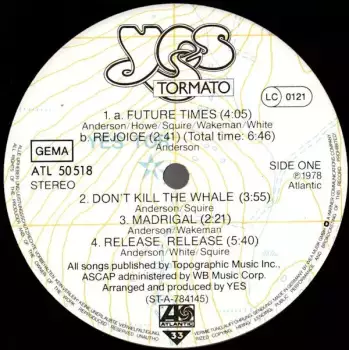 YES
TORMATO
1. a. FUTURE TIMES (4:05)
Anderson/Howe/Squire/Wakeman/White
b. REJOICE (2:41) (Total time: 6:46)
Anderson
LC 0121
GEMA
ATL 50 518
STEREO
SIDE ONE
℗1978
Atlantic
2. DON'T KILL THE WHALE (3:55)
Anderson/Squire
3. MADRIGAL (2:21)
Anderson/Wakeman
4. RELEASE, RELEASE (5:40)
Anderson/White/Squire
All songs published by Topographic Music Inc.,
ASCAP administered by WB Music Corp.
Arranged and produced by YES
(ST-A-784145)
ATLANTIC
33